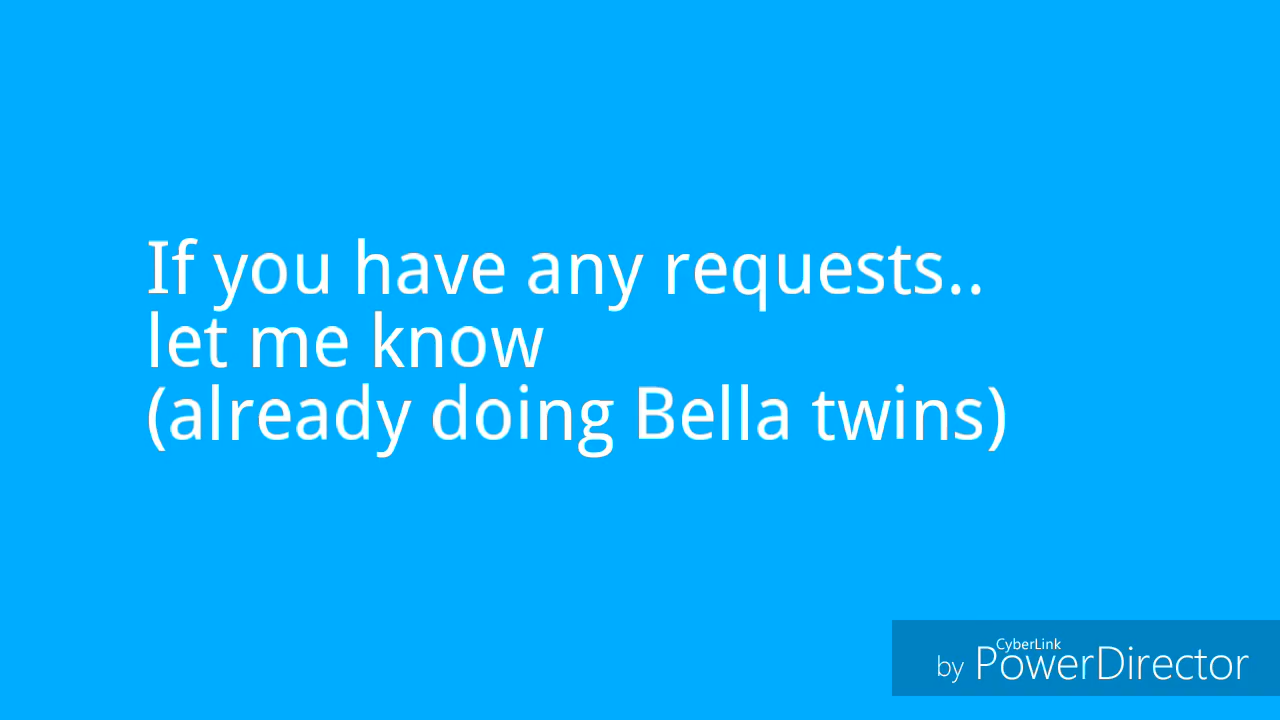 If you have any requests..
let me know
(already doing Bella twins)
CyberLink
by PowerDirector